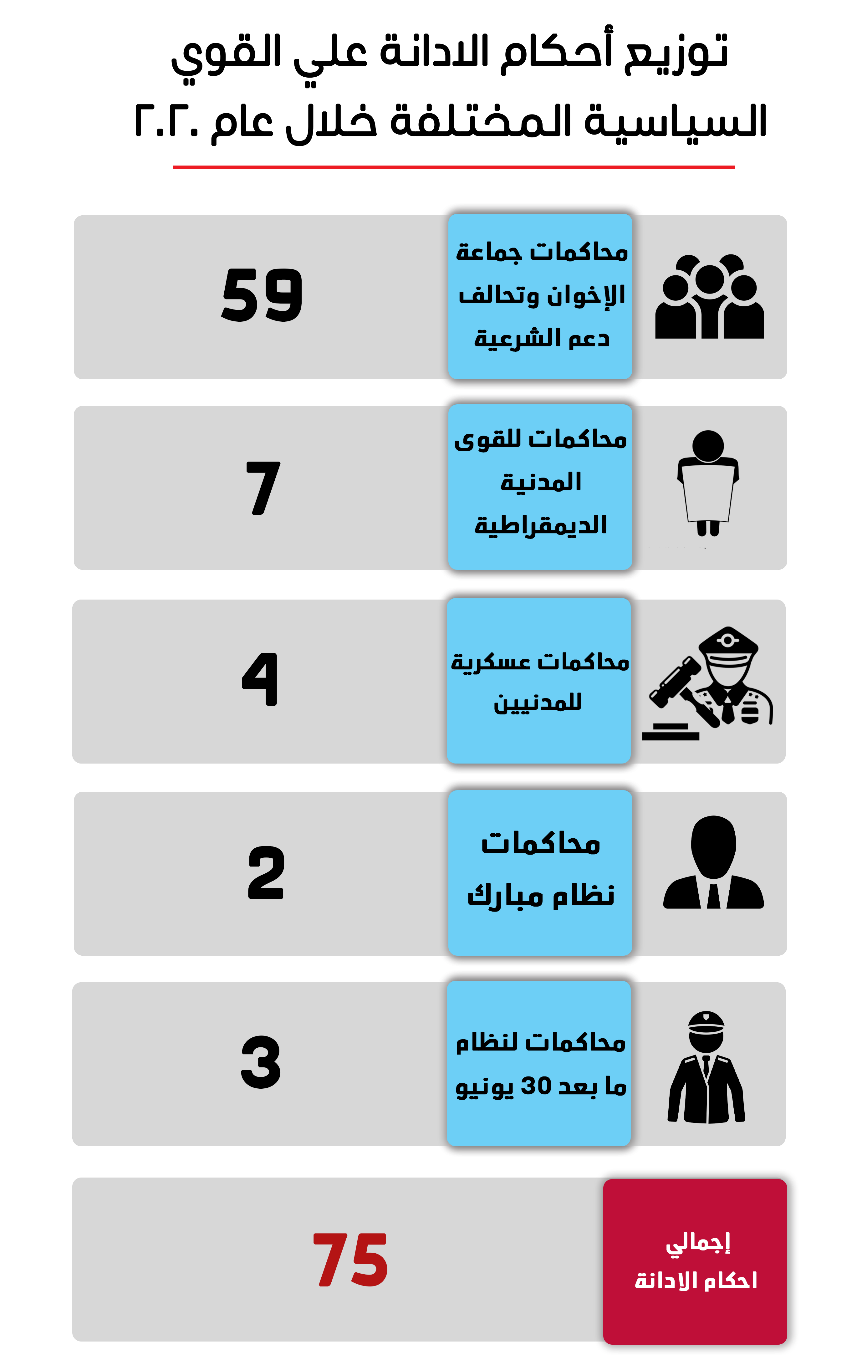 توزيع أحكام الادانة علي القوي
السياسية المختلفة خلال عام ٢٠٢٠
محاكمات جماعة
الإخوان وتحالف
دعم الشرعية
59
محاكمات للقوى
المدنية
الديمقراطية
7
محاكمات عسكرية
للمدنيين
4
محاكمات
نظام مبارك
2
محاكمات لنظام
ما بعد 30 يونيو
3
إجمالي
احكام الادانة
75